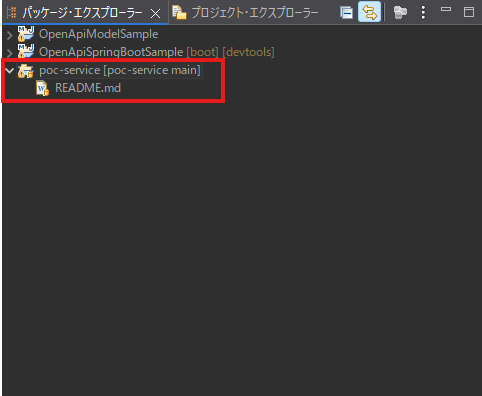 パッケージ・エクスプローラー プロジェクト・エクスプローラー
OpenApiModelSample
OpenApiSpringBootSample [boot] [devtools]
poc-service [poc-service main]
README.md